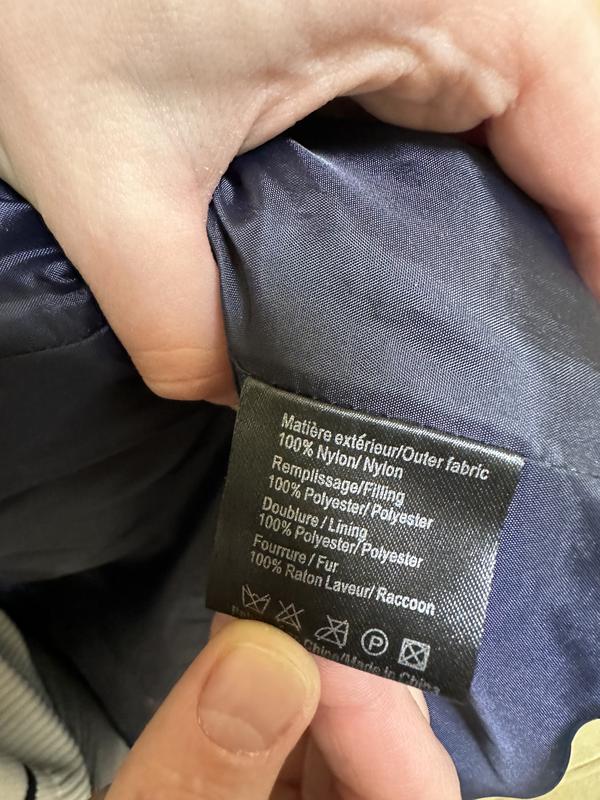 Matière extérieur/Outer fabric
100% Nylon/ Nylon
Remplissage/Filling
100% Polyester/Polyester
Doublure / Lining
100% Polyester/Polyester
Fourrure / Fur
100% Raton Laveur/ Raccoon
P
Chine/Made in China